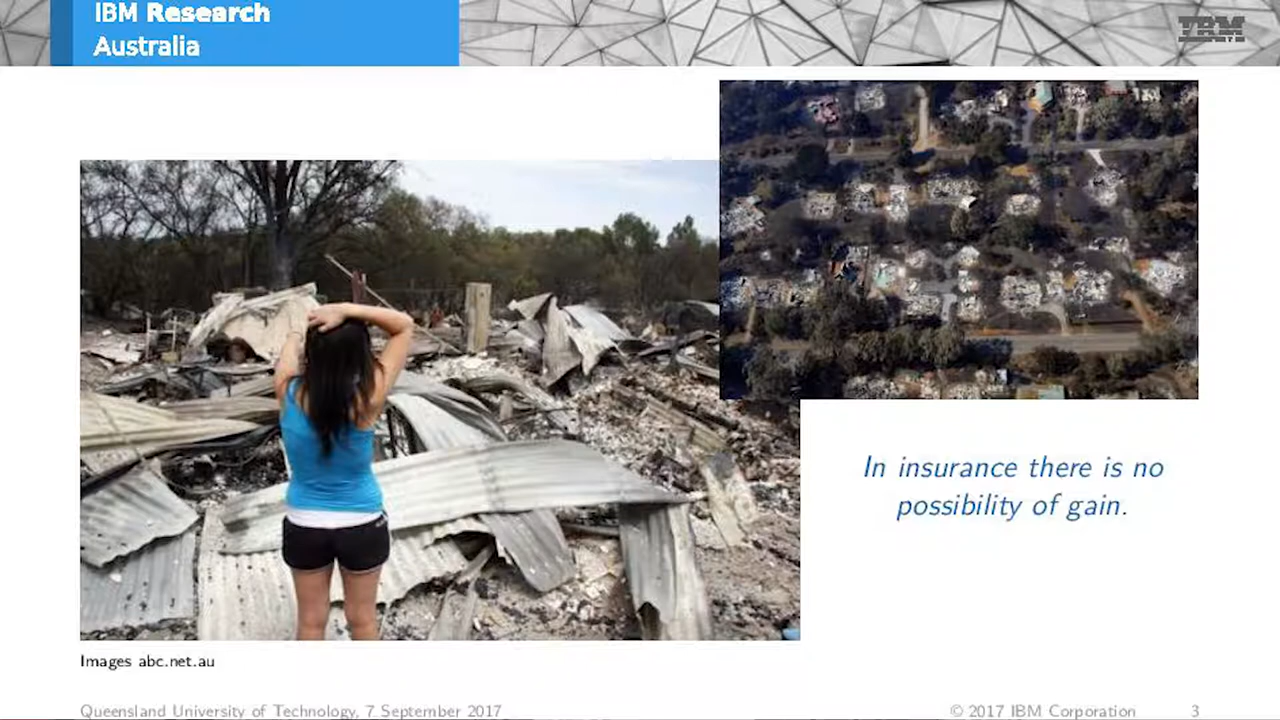 IBM Research
Australia
IBM
In insurance there is no
possibility of gain.
Images abc.net.au
Queensland University of Technology, 7 September 2017
© 2017 IBM Corporation
3